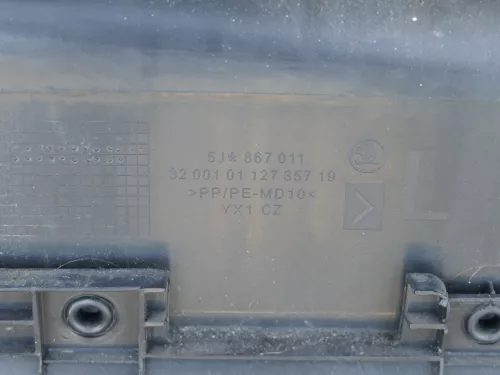 5J* 867 011
32 001 01 127 357 19
>PP/PE-MD10<
YX1 CZ
L